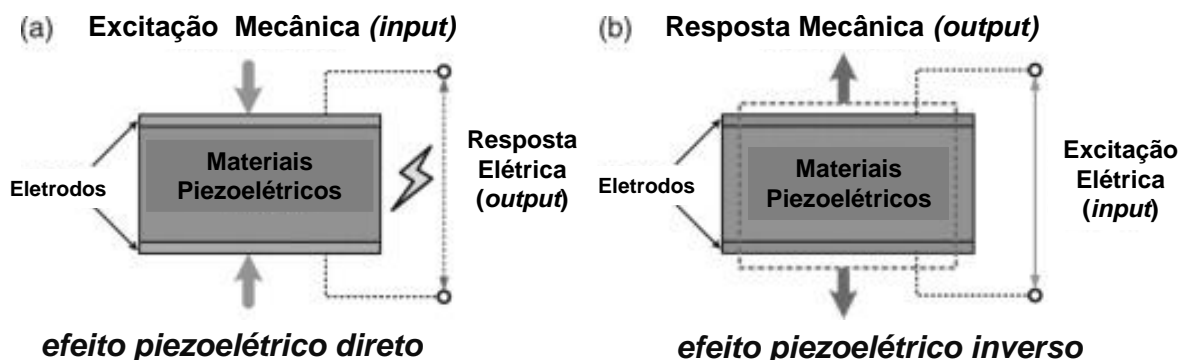 (a) Excitação Mecânica (input)
Eletrodos
Materiais
Piezoelétricos
Resposta
Elétrica
(output)
efeito piezoelétrico direto
(b) Resposta Mecânica (output)
Eletrodos
Materiais
Piezoelétricos
Excitação
Elétrica
(input)
efeito piezoelétrico inverso